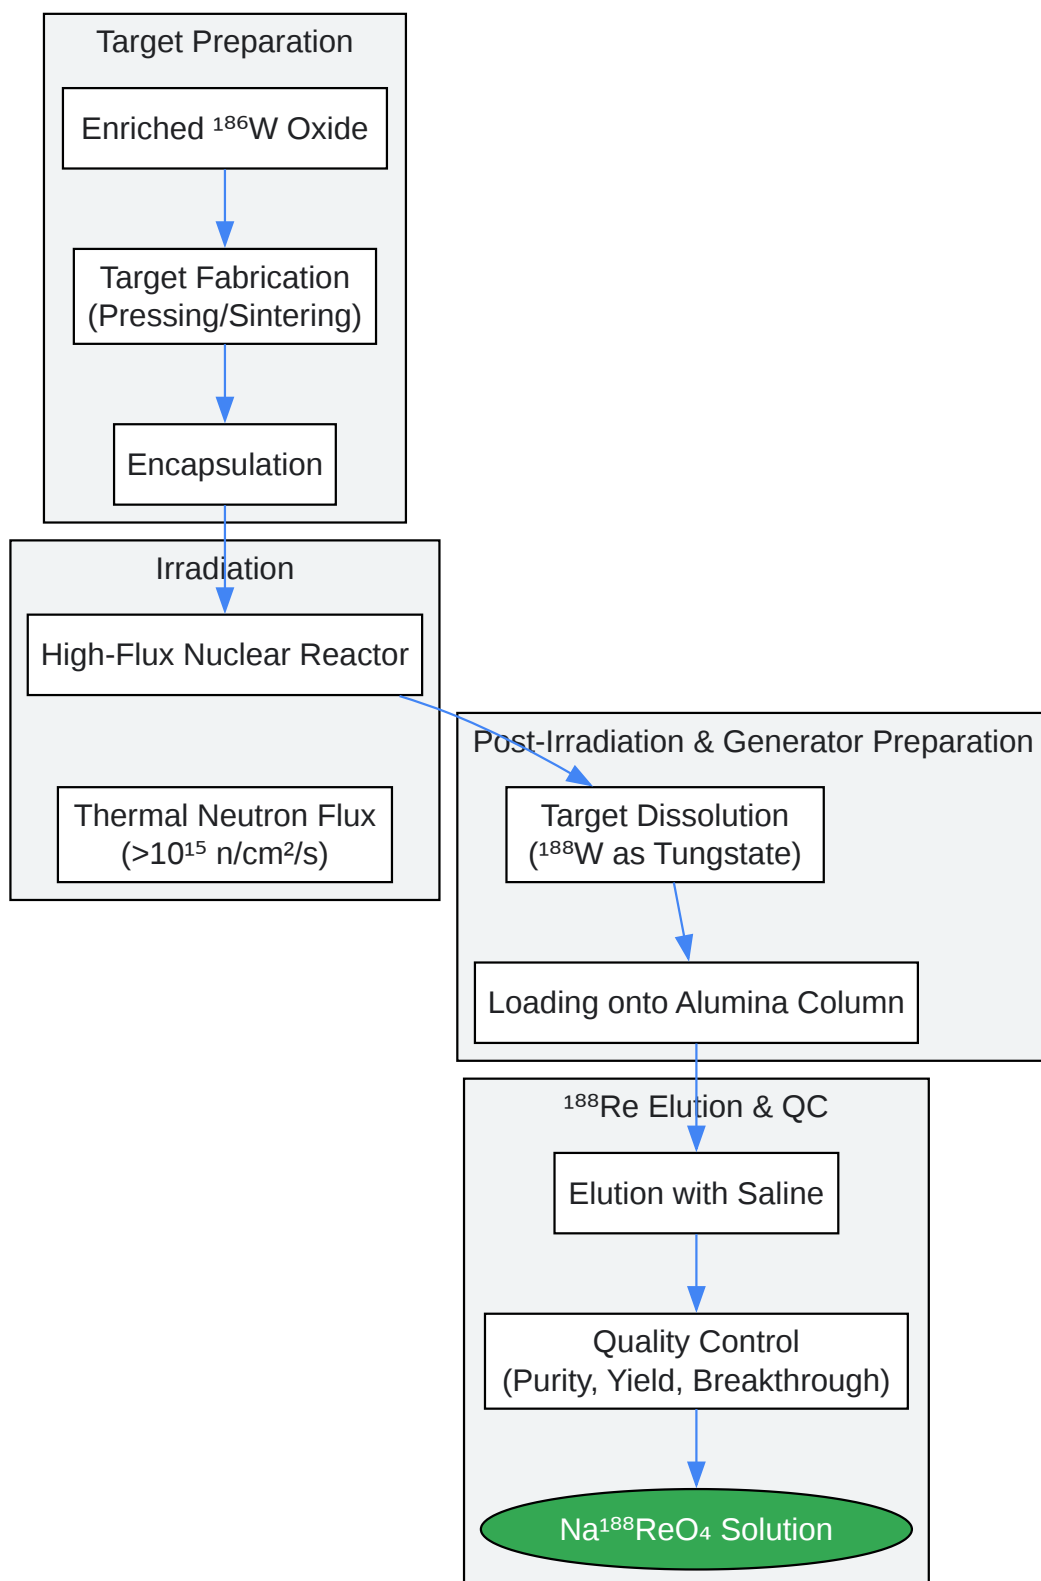 Target Preparation
Enriched ¹⁸⁶W Oxide
Target Fabrication
(Pressing/Sintering)
Encapsulation
Irradiation
High-Flux Nuclear Reactor
Thermal Neutron Flux
(>10¹⁵ n/cm²/s)
Post-Irradiation & Generator Preparation
Target Dissolution
(¹⁸⁸W as Tungstate)
Loading onto Alumina Column
¹⁸⁸Re Elution & QC
Elution with Saline
Quality Control
(Purity, Yield, Breakthrough)
Na¹⁸⁸ReO₄ Solution